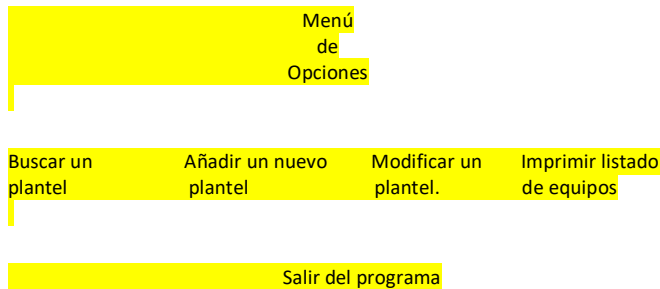 Menú
de
Opciones
Buscar un Añadir un nuevo Modificar un Imprimir listado
plantel plantel plantel. de equipos
Salir del programa